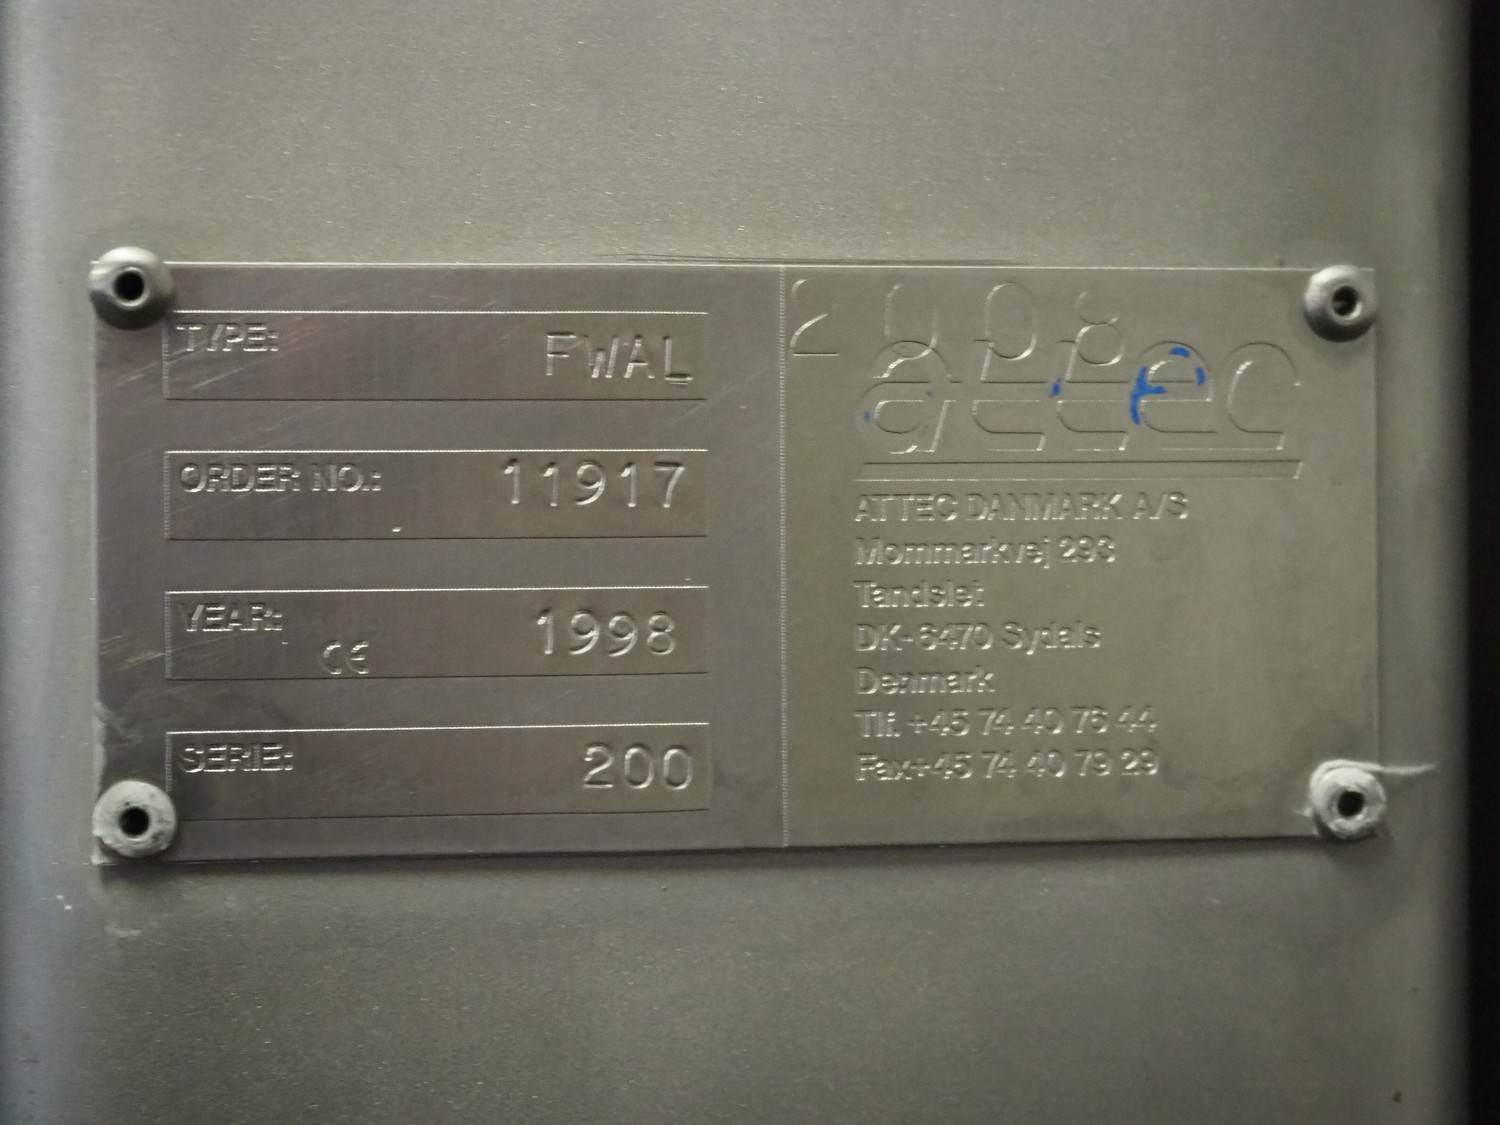 TYPE: FWAL
ORDER NO.: 11917
YEAR: 1998
CE
SERIE: 200
2998
attec
ATTEC DANMARK A/S
Mommarkvej 293
Tandslet
DK-6470 Sydals
Denmark
Tlf. +45 74 40 76 44
Fax+45 74 40 79 29